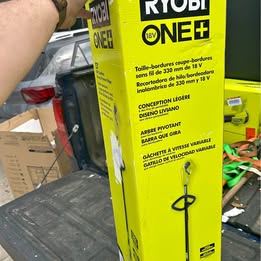 RYOBI
18V ONE+
Taille-bordures coupe-bordures
sans fil de 330 mm de 18 V
Recortadora de hilo/bordeadora
inalámbrica de 330 mm y 18 V
CONCEPTION LÉGÈRE
DISEÑO LIVIANO
ARBRE PIVOTANT
BARRA QUE GIRA
GÂCHETTE À VITESSE VARIABLE
GATILLO DE VELOCIDAD VARIABLE